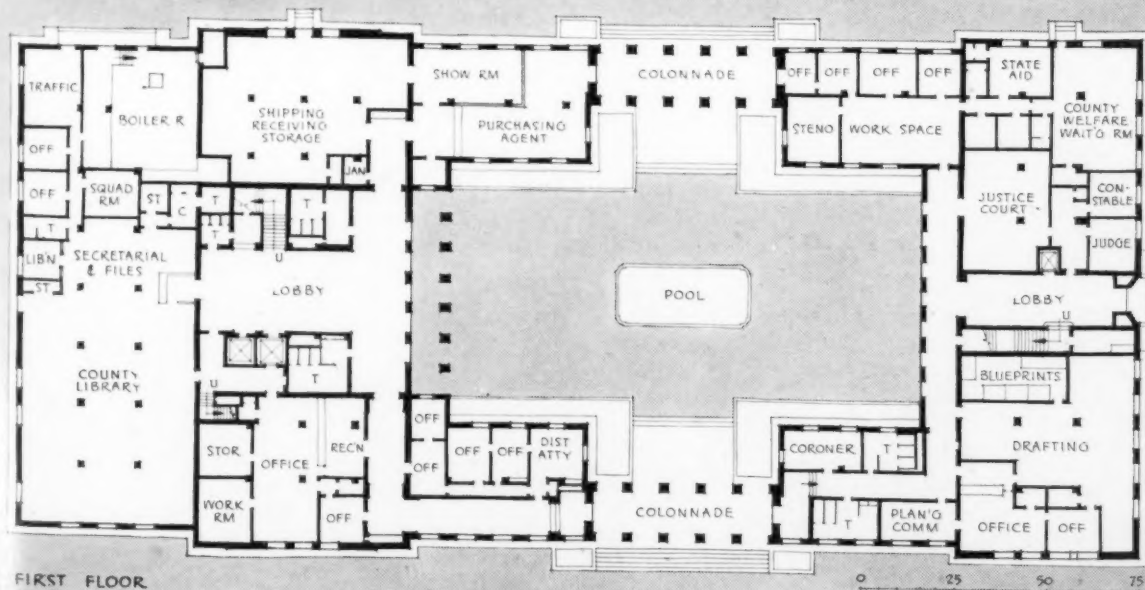 TRAFFIC
BOILER R
OFF
OFF
SQUAD
RM
ST
C
T
T
T
T
JAN
SHIPPING
RECEIVING
STORAGE
SHOW RM
PURCHASING
AGENT
COLONNADE
OFF
OFF
OFF
OFF
STENO
WORK SPACE
STATE
AID
COUNTY
WELFARE
WAIT'G RM
JUSTICE
COURT
CON-
STABLE
JUDGE
LIB'N
ST
SECRETARIAL
& FILES
U
LOBBY
POOL
LOBBY
U
COUNTY
LIBRARY
U
T
STOR
OFFICE
REC'N
WORK
RM
OFF
OFF
OFF
OFF
OFF
DIST
ATTY
COLONNADE
CORONER
T
T
PLAN'G
COMM
BLUEPRINTS
DRAFTING
OFFICE
OFF
FIRST FLOOR
0 25 50 75